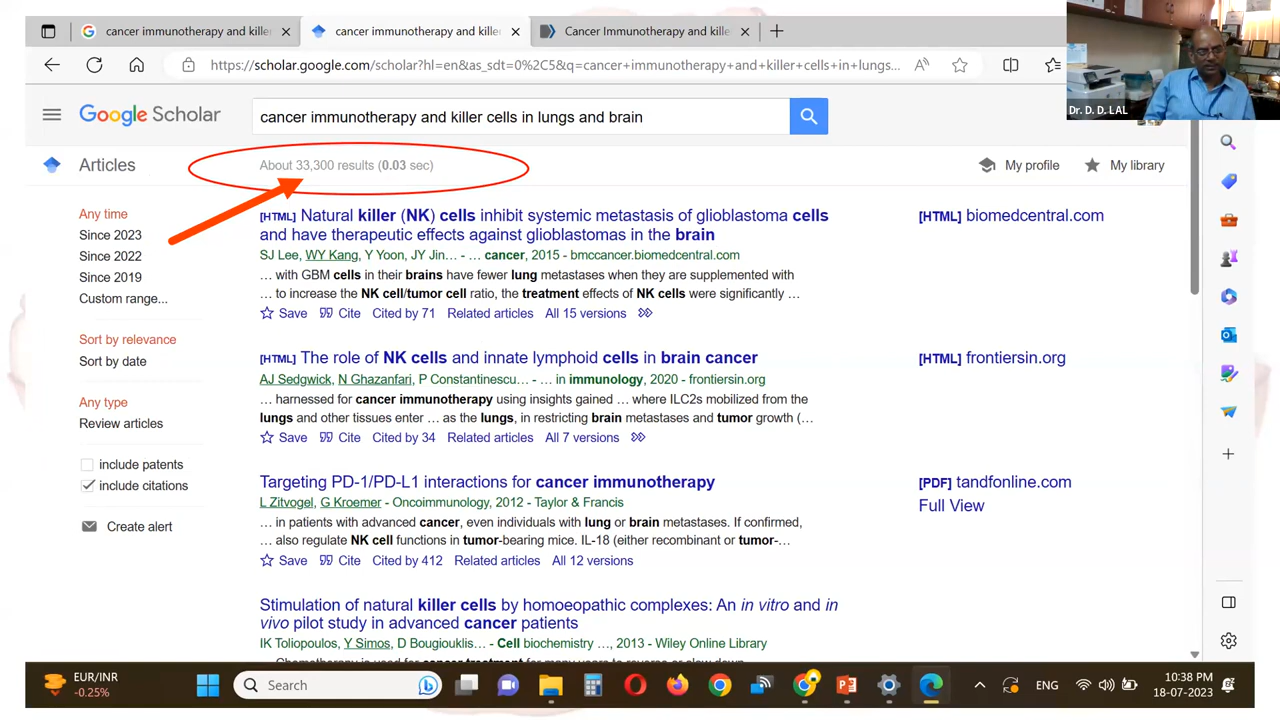 cancer immunotherapy and kille
cancer immunotherapy and killer
Cancer Immunotherapy and killer
https://scholar.google.com/scholar?hl=en&as_sdt=0%2C5&q=cancer+immunotherapy+and+killer+cells+in+lungs...
Dr. D. D. LAL
Google Scholar
cancer immunotherapy and killer cells in lungs and brain
Articles
About 33,300 results (0.03 sec)
My profile
My library
Any time
Since 2023
Since 2022
Since 2019
Custom range...
Sort by relevance
Sort by date
Any type
Review articles
include patents
include citations
Create alert
[HTML] Natural killer (NK) cells inhibit systemic metastasis of glioblastoma cells
and have therapeutic effects against glioblastomas in the brain
SJ Lee, WY Kang, Y Yoon, JY Jin… - … cancer, 2015 - bmccancer.biomedcentral.com
… with GBM cells in their brains have fewer lung metastases when they are supplemented with
… to increase the NK cell/tumor cell ratio, the treatment effects of NK cells were significantly …
Save Cite Cited by 71 Related articles All 15 versions
[HTML] biomedcentral.com
[HTML] The role of NK cells and innate lymphoid cells in brain cancer
AJ Sedgwick, N Ghazanfari, P Constantinescu… - … in immunology, 2020 - frontiersin.org
… harnessed for cancer immunotherapy using insights gained … where ILC2s mobilized from the
lungs and other tissues enter … as the lungs, in restricting brain metastases and tumor growth (…
Save Cite Cited by 34 Related articles All 7 versions
[HTML] frontiersin.org
Targeting PD-1/PD-L1 interactions for cancer immunotherapy
L Zitvogel, G Kroemer - Oncoimmunology, 2012 - Taylor & Francis
… in patients with advanced cancer, even individuals with lung or brain metastases. If confirmed,
… also regulate NK cell functions in tumor-bearing mice. IL-18 (either recombinant or tumor-…
Save Cite Cited by 412 Related articles All 12 versions
[PDF] tandfonline.com
Full View
Stimulation of natural killer cells by homoeopathic complexes: An in vitro and in
vivo pilot study in advanced cancer patients
IK Toliopoulos, Y Simos, D Bougiouklis… - Cell biochemistry …, 2013 - Wiley Online Library
Chemotherapy is used for cancer treatment for many years to reverse or slow down
EUR/INR
-0.25%
Search
ENG
10:38 PM
18-07-2023